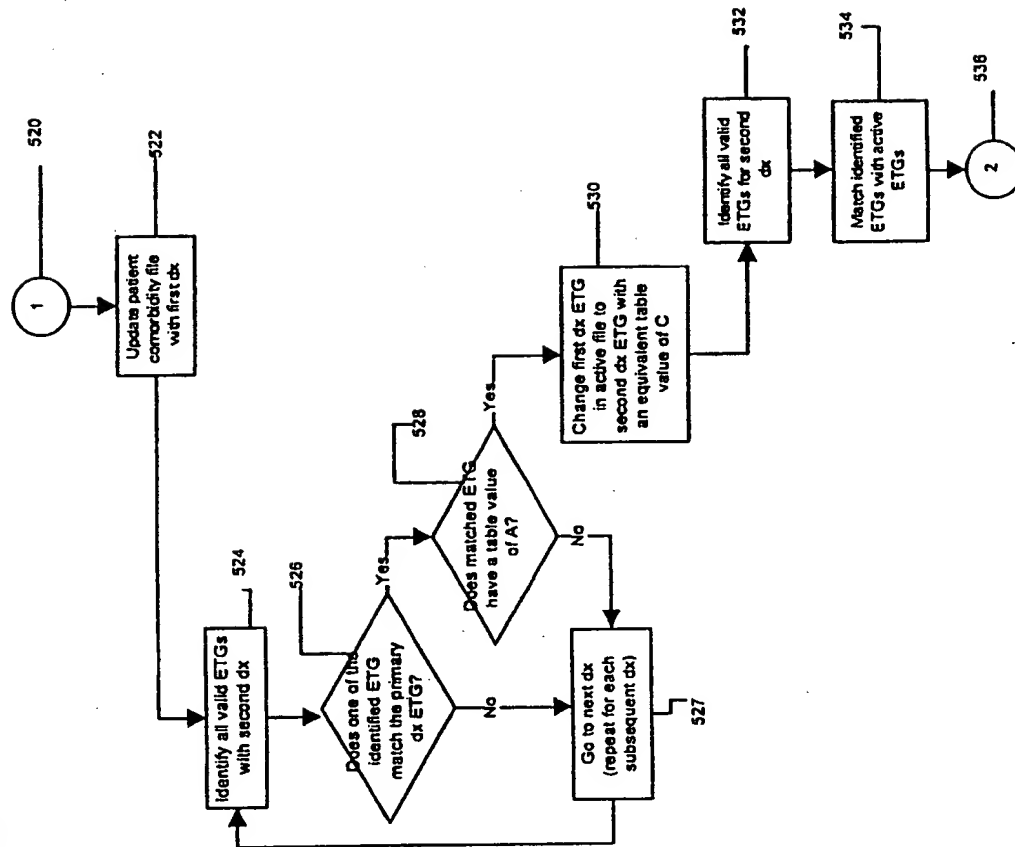 520
1
522
Update patient
comorbidity file
with first dx
524
Identify all valid ETGs
with second dx
526
Does one of the
identified ETG
match the primary
dx ETG?
Yes
No
528
Does matched ETG
have a table value
of A?
Yes
No
Go to next dx
(repeat for each
subsequent dx)
527
530
Change first dx ETG
in active file to
second dx ETG with
an equivalent table
value of C
532
Identify all valid
ETGs for second
dx
534
Match identified
ETGs with active
ETGs
536
2